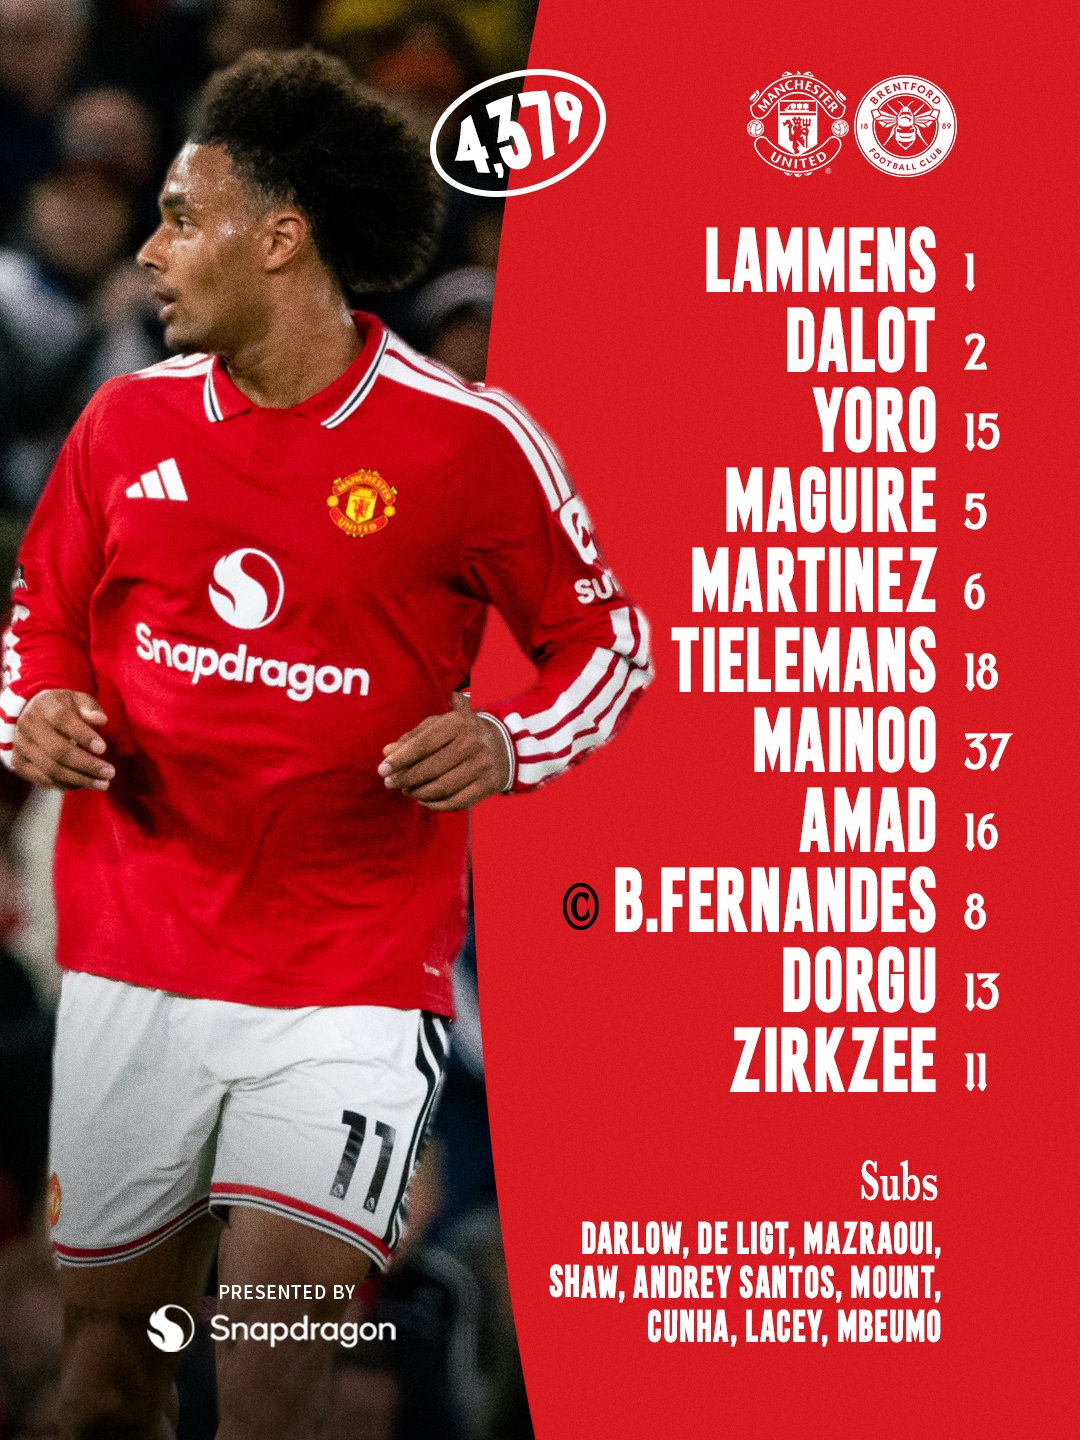 4,379
MANCHESTER
UNITED
BRENTFORD
18 89
FOOTBALL CLUB
LAMMENS 1
DALOT 2
YORO 15
MAGUIRE 5
MARTINEZ 6
TIELEMANS 18
MAINOO 37
AMAD 16
© B.FERNANDES 8
DORGU 13
ZIRKZEE 11
Subs
DARLOW, DE LIGT, MAZRAOUI,
SHAW, ANDREY SANTOS, MOUNT,
CUNHA, LACEY, MBEUMO
MANCHESTER
UNITED
Snapdragon
11
PRESENTED BY
Snapdragon